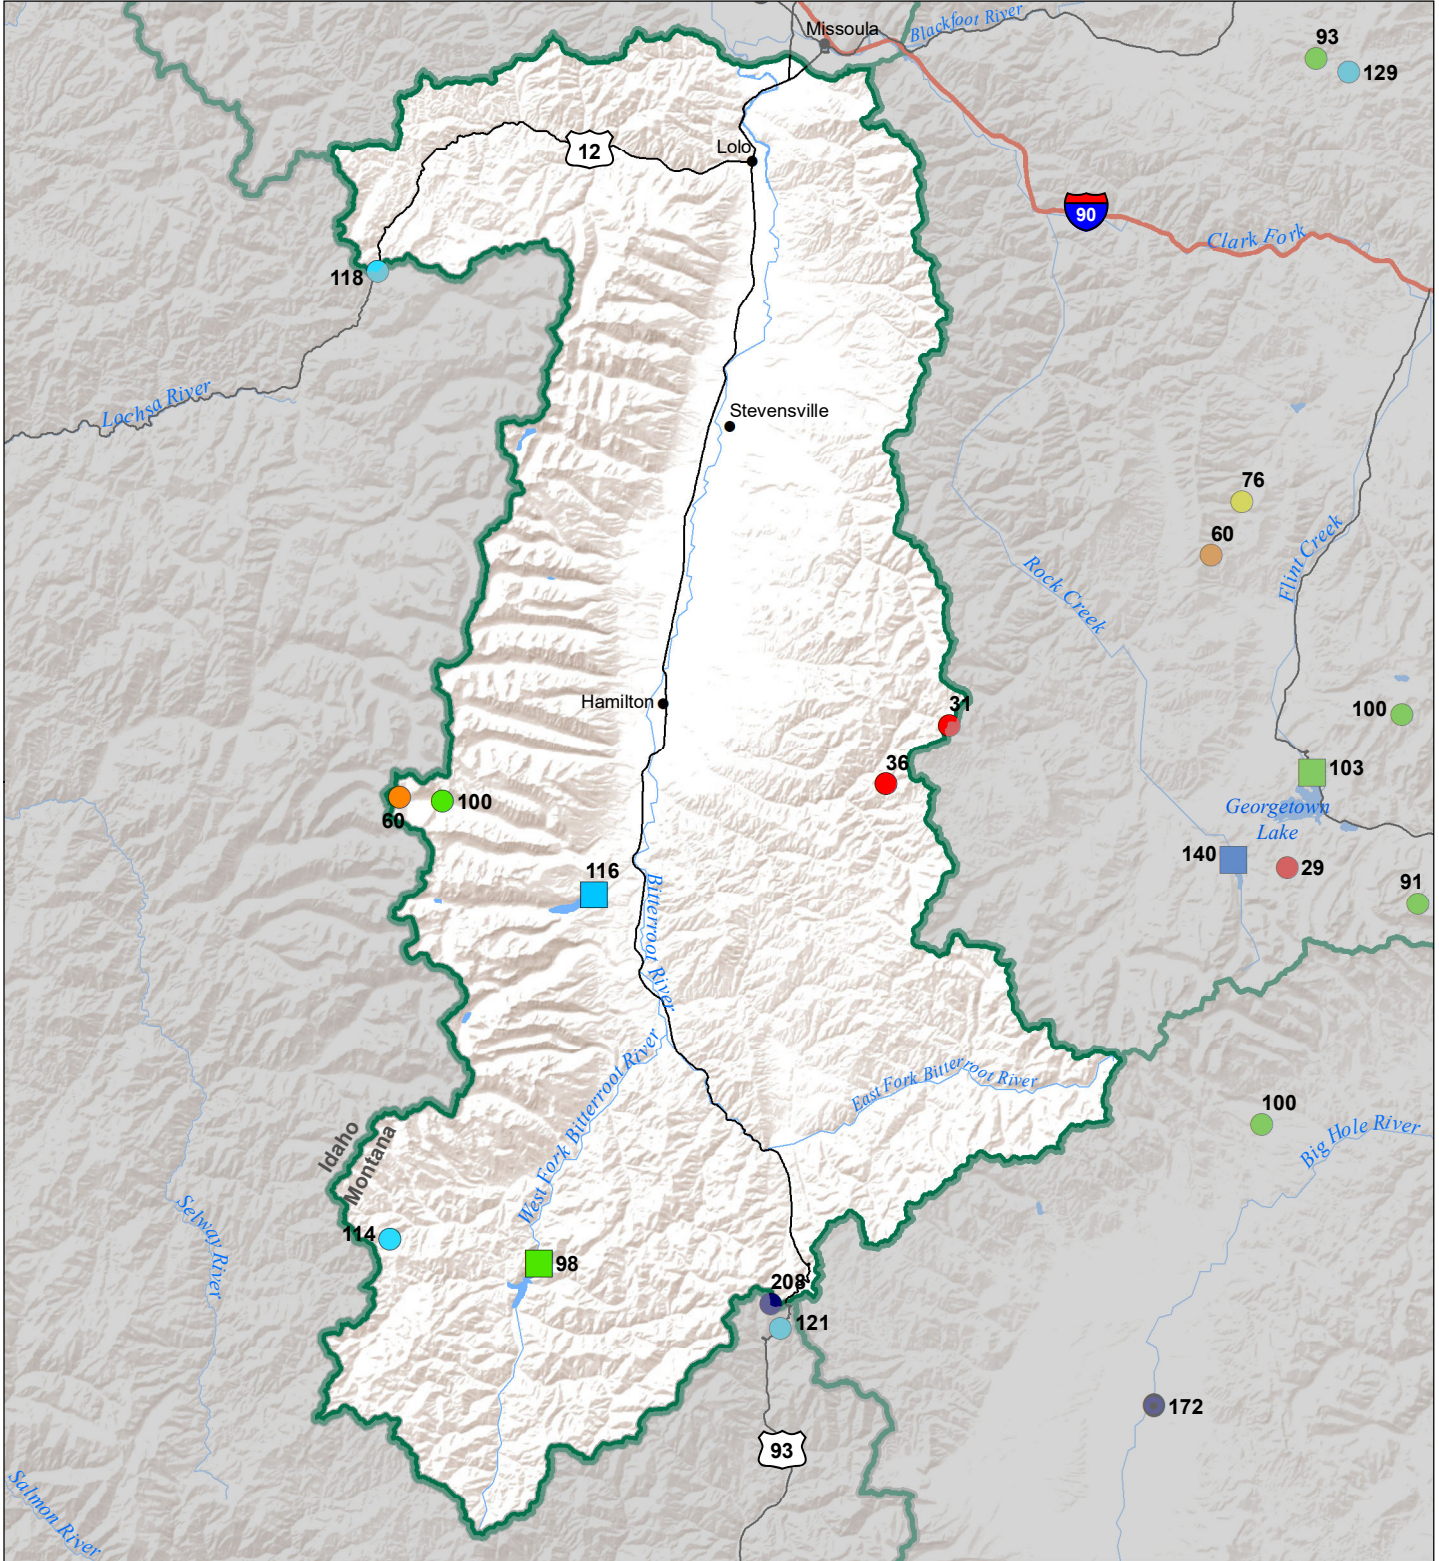 Missoula
Blackfoot River
93
129
12
Lolo
90
Clark Fork
118
Lochsa River
Stevensville
76
60
Flint Creek
Rock Creek
Hamilton
31
100
36
103
60
100
Georgetown
Lake
140
29
116
91
Bitterroot River
West Fork Bitterroot River
East Fork Bitterroot River
100
Big Hole River
Idaho
Montana
Selway River
114
98
208
121
172
93
Salmon River